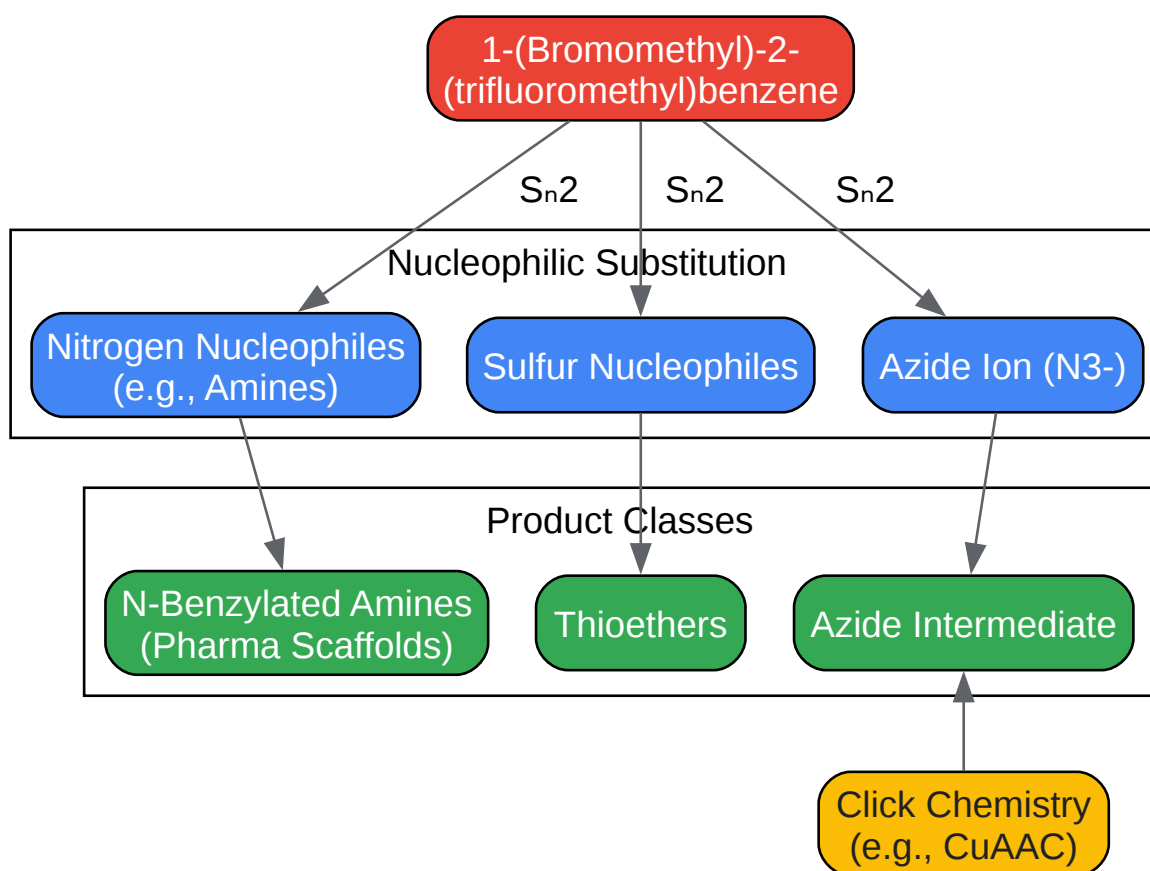 1-(Bromomethyl)-2-
(trifluoromethyl)benzene
Sₙ2
Sₙ2
Sₙ2
Nucleophilic Substitution
Nitrogen Nucleophiles
(e.g., Amines)
Sulfur Nucleophiles
Azide Ion (N3-)
Product Classes
N-Benzylated Amines
(Pharma Scaffolds)
Thioethers
Azide Intermediate
Click Chemistry
(e.g., CuAAC)